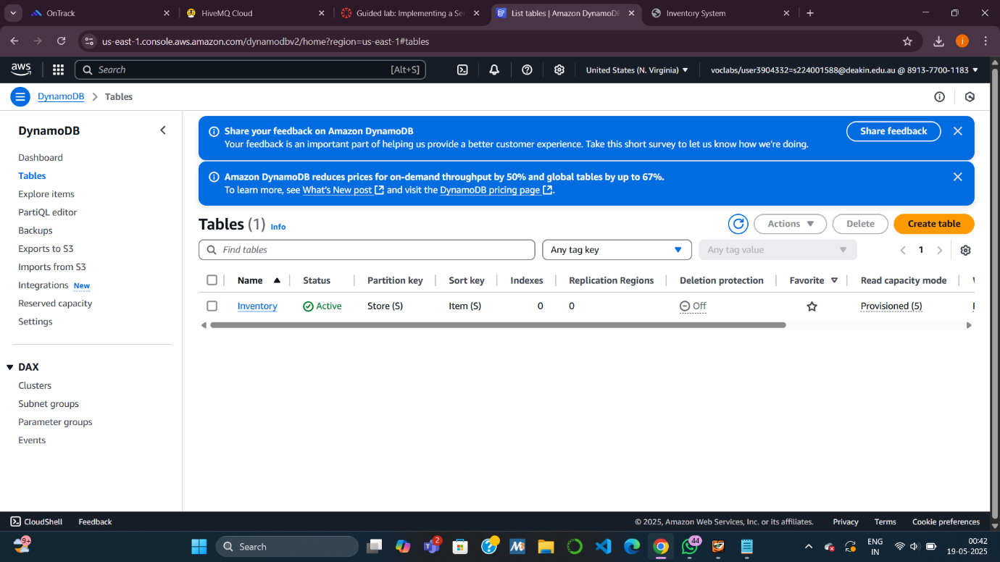 OnTrack
HiveMQ Cloud
Guided lab: Implementing a Se
List tables | Amazon DynamoDB
Inventory System
us-east-1.console.aws.amazon.com/dynamodbv2/home?region=us-east-1#tables
j
aws
Search
[Alt+S]
United States (N. Virginia)
voclabs/user3904332=s224001588@deakin.edu.au @ 8913-7700-1183
DynamoDB
Tables
DynamoDB
Dashboard
Tables
Explore items
PartiQL editor
Backups
Exports to S3
Imports from S3
Integrations New
Reserved capacity
Settings
DAX
Clusters
Subnet groups
Parameter groups
Events
Share your feedback on Amazon DynamoDB
Your feedback is an important part of helping us provide a better customer experience. Take this short survey to let us know how we're doing.
Share feedback
Amazon DynamoDB reduces prices for on-demand throughput by 50% and global tables by up to 67%.
To learn more, see What's New post and visit the DynamoDB pricing page.
Tables (1) Info
Actions
Delete
Create table
Find tables
Any tag key
Any tag value
1
Name Status Partition key Sort key Indexes Replication Regions Deletion protection Favorite Read capacity mode
Inventory Active Store (S) Item (S) 0 0 Off Provisioned (5)
CloudShell Feedback
© 2025, Amazon Web Services, Inc. or its affiliates. Privacy Terms Cookie preferences
9+
Search
2
44
ENG
IN
00:42
19-05-2025